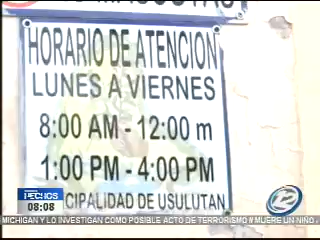 HORARIO DE ATENCION
LUNES A VIERNES
8:00 AM - 12:00 m
1:00 PM - 4:00 PM
CIPALIDAD DE USULUTAN
HECHOS
08:08
12
MICHIGAN Y LO INVESTIGAN COMO POSIBLE ACTO DE TERRORISMO // # MUERE UN NIÑO